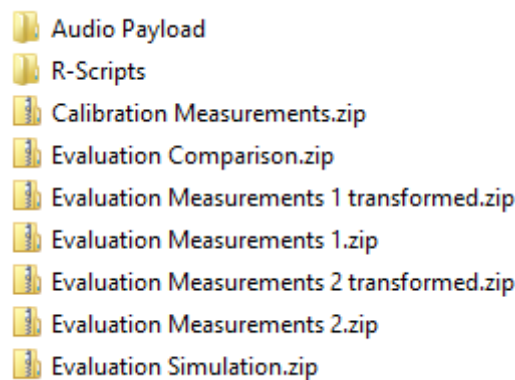 Audio Payload
R-Scripts
Calibration Measurements.zip
Evaluation Comparison.zip
Evaluation Measurements 1 transformed.zip
Evaluation Measurements 1.zip
Evaluation Measurements 2 transformed.zip
Evaluation Measurements 2.zip
Evaluation Simulation.zip